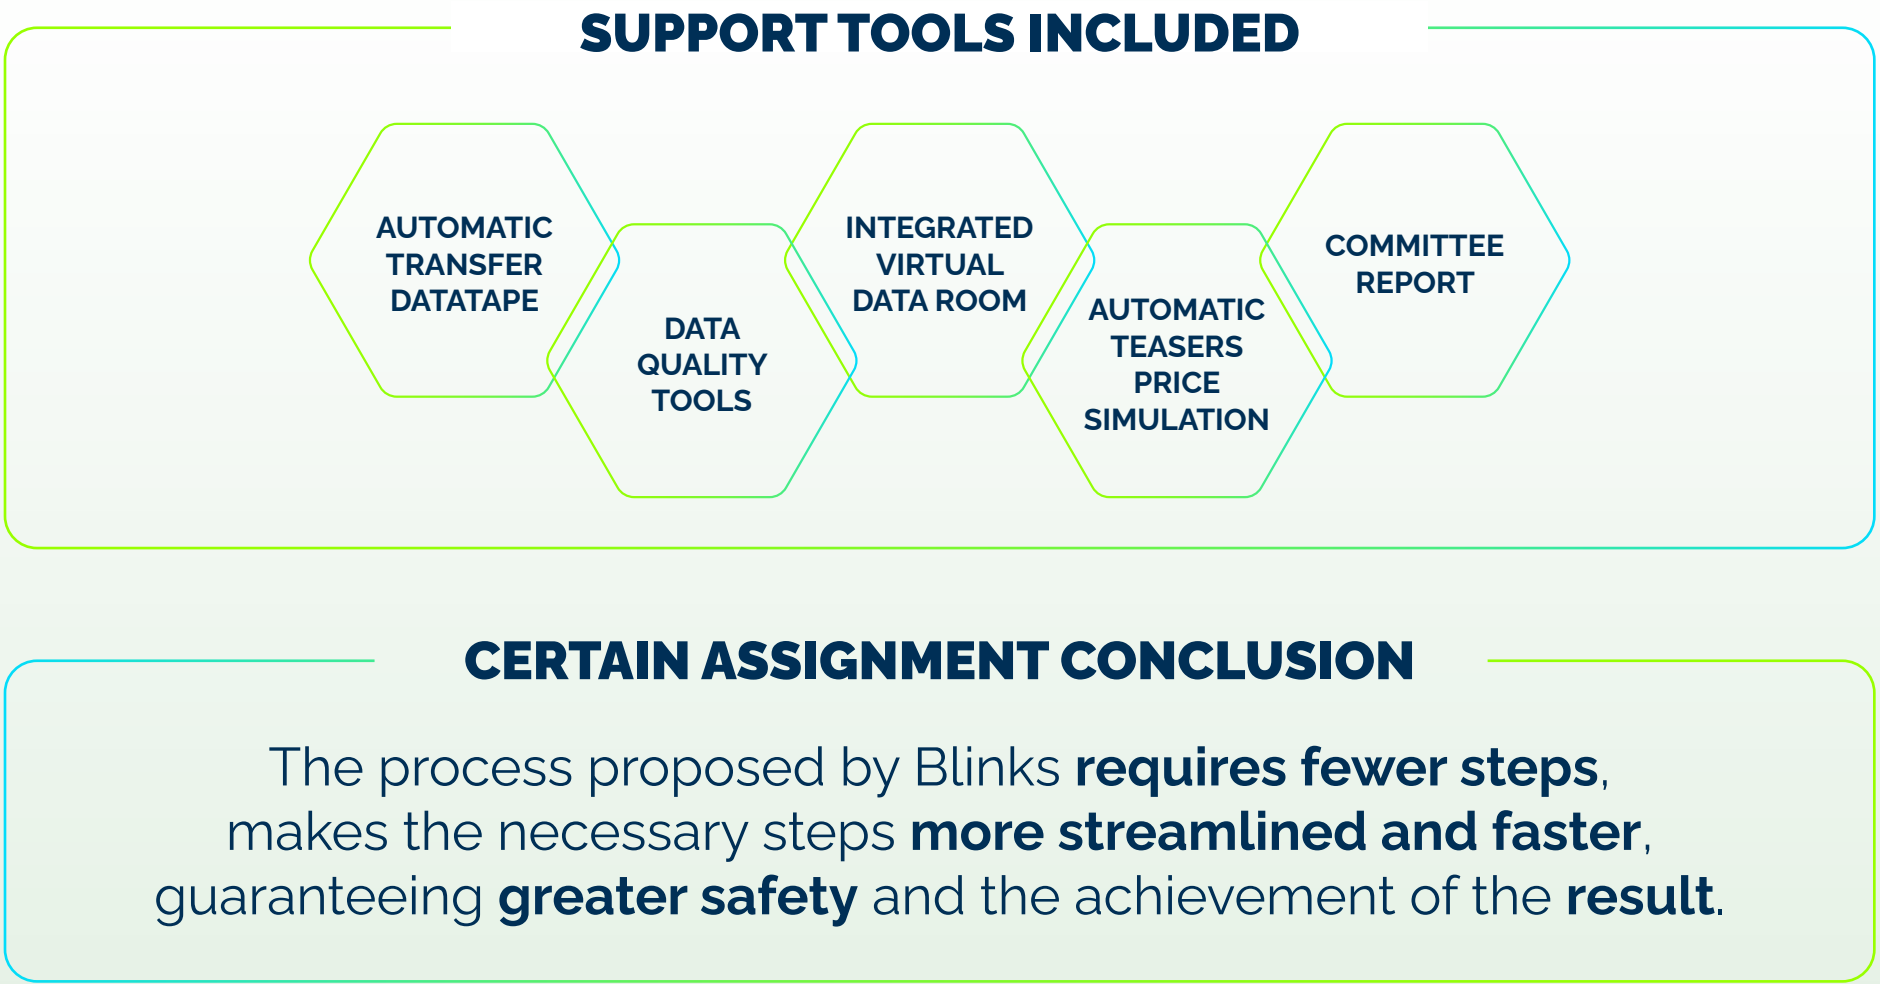 SUPPORT TOOLS INCLUDED
AUTOMATIC
TRANSFER
DATATAPE
DATA
QUALITY
TOOLS
INTEGRATED
VIRTUAL
DATA ROOM
AUTOMATIC
TEASERS
PRICE
SIMULATION
COMMITTEE
REPORT
CERTAIN ASSIGNMENT CONCLUSION
The process proposed by Blinks requires fewer steps,
makes the necessary steps more streamlined and faster,
guaranteeing greater safety and the achievement of the result.